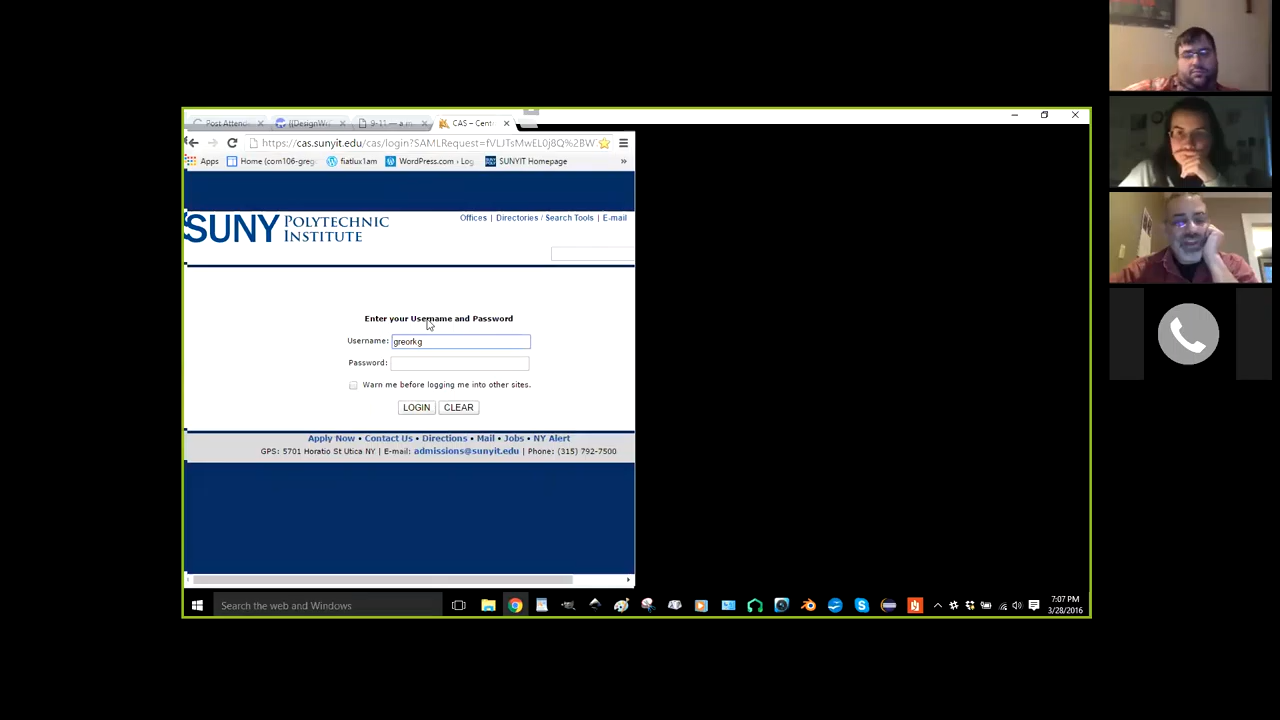 Post Attend
((DesignWri
9-11 — a.m
CAS – Centr
https://cas.sunyit.edu/cas/login?SAMLRequest=fVLJTsMwEL0j8Q%2BW
Apps
Home (com106-greg
fiatlux1am
WordPress.com › Log
SUNYIT Homepage
»
SUNY POLYTECHNIC INSTITUTE
Offices | Directories / Search Tools | E-mail
Enter your Username and Password
Username: greorkg
Password:
Warn me before logging me into other sites.
LOGIN CLEAR
Apply Now • Contact Us • Directions • Mail • Jobs • NY Alert
GPS: 5701 Horatio St Utica NY | E-mail: admissions@sunyit.edu | Phone: (315) 792-7500
Search the web and Windows
7:07 PM
3/28/2016